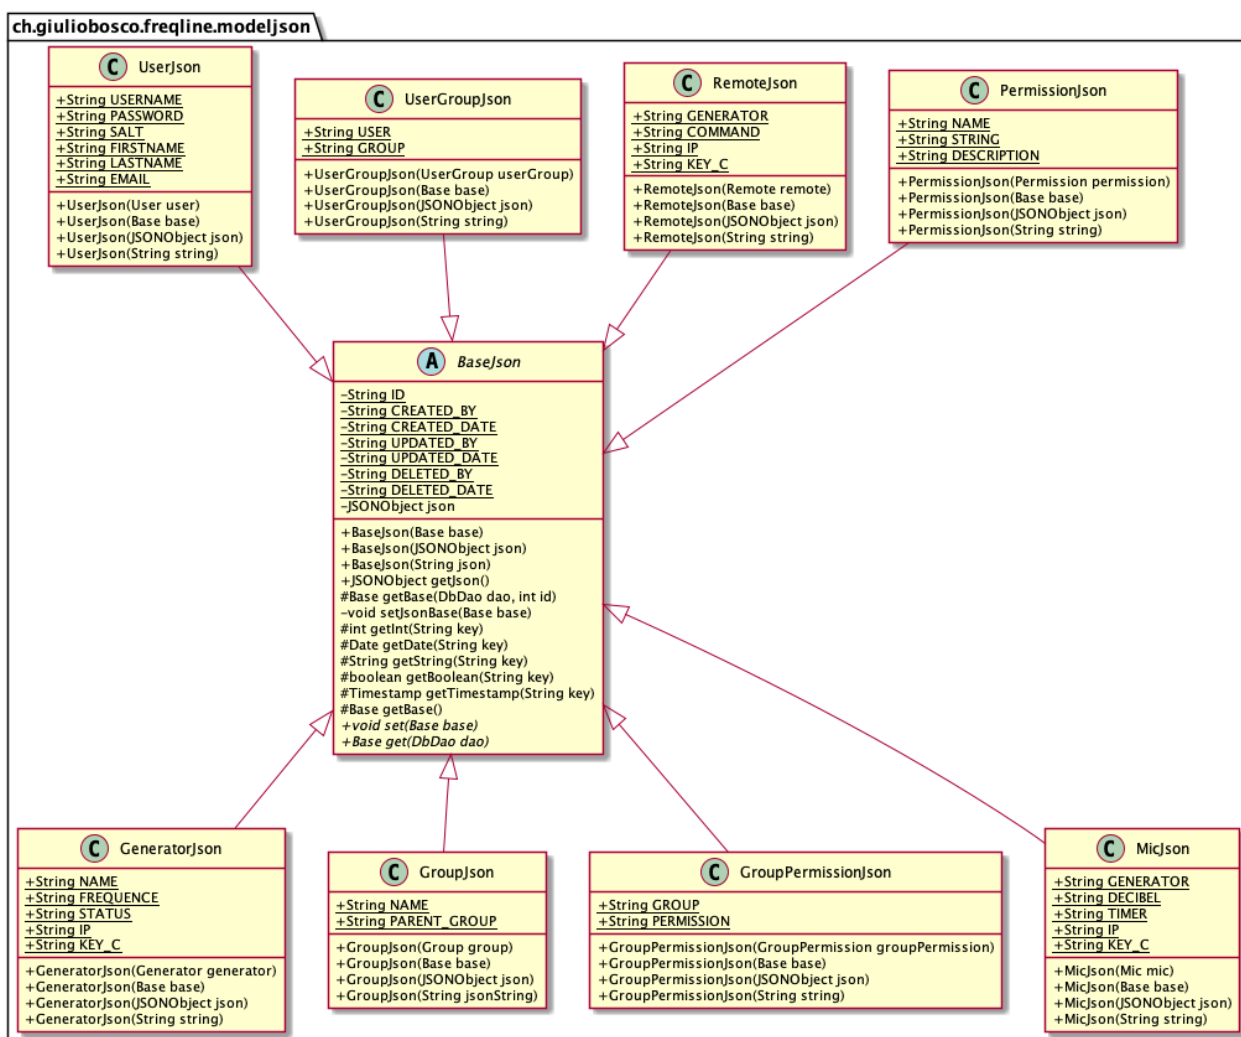 ch.giuliobosco.freqline.modeljson
C UserJson
+String USERNAME
+String PASSWORD
+String SALT
+String FIRSTNAME
+String LASTNAME
+String EMAIL
+UserJson(User user)
+UserJson(Base base)
+UserJson(JSONObject json)
+UserJson(String string)
C UserGroupJson
+String USER
+String GROUP
+UserGroupJson(UserGroup userGroup)
+UserGroupJson(Base base)
+UserGroupJson(JSONObject json)
+UserGroupJson(String string)
C RemoteJson
+String GENERATOR
+String COMMAND
+String IP
+String KEY_C
+RemoteJson(Remote remote)
+RemoteJson(Base base)
+RemoteJson(JSONObject json)
+RemoteJson(String string)
C PermissionJson
+String NAME
+String STRING
+String DESCRIPTION
+PermissionJson(Permission permission)
+PermissionJson(Base base)
+PermissionJson(JSONObject json)
+PermissionJson(String string)
A BaseJson
-String ID
-String CREATED_BY
-String CREATED_DATE
-String UPDATED_BY
-String UPDATED_DATE
-String DELETED_BY
-String DELETED_DATE
-JSONObject json
+BaseJson(Base base)
+BaseJson(JSONObject json)
+BaseJson(String json)
+JSONObject getJson()
#Base getBase(DbDao dao, int id)
-void setJsonBase(Base base)
#int getInt(String key)
#Date getDate(String key)
#String getString(String key)
#boolean getBoolean(String key)
#Timestamp getTimestamp(String key)
#Base getBase()
+void set(Base base)
+Base get(DbDao dao)
C GeneratorJson
+String NAME
+String FREQUENCE
+String STATUS
+String IP
+String KEY_C
+GeneratorJson(Generator generator)
+GeneratorJson(Base base)
+GeneratorJson(JSONObject json)
+GeneratorJson(String string)
C GroupJson
+String NAME
+String PARENT_GROUP
+GroupJson(Group group)
+GroupJson(Base base)
+GroupJson(JSONObject json)
+GroupJson(String jsonString)
C GroupPermissionJson
+String GROUP
+String PERMISSION
+GroupPermissionJson(GroupPermission groupPermission)
+GroupPermissionJson(Base base)
+GroupPermissionJson(JSONObject json)
+GroupPermissionJson(String string)
C MicJson
+String GENERATOR
+String DECIBEL
+String TIMER
+String IP
+String KEY_C
+MicJson(Mic mic)
+MicJson(Base base)
+MicJson(JSONObject json)
+MicJson(String string)